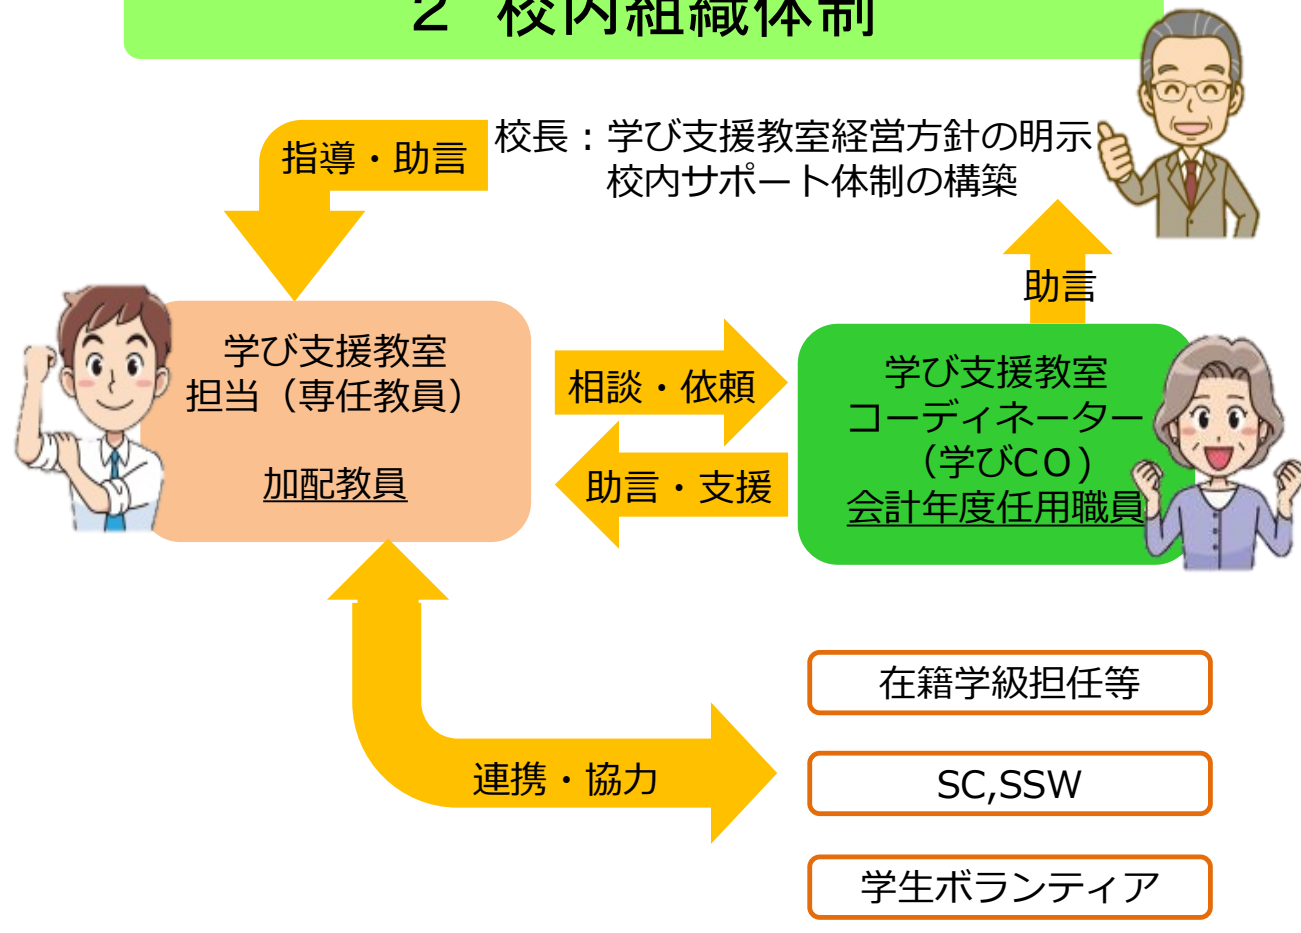 2 校内組織体制
指導・助言
校長：学び支援教室経営方針の明示
校内サポート体制の構築
助言
学び支援教室
担当（専任教員）
加配教員
相談・依頼
助言・支援
学び支援教室
コーディネーター
（学びCO）
会計年度任用職員
連携・協力
在籍学級担任等
SC,SSW
学生ボランティア